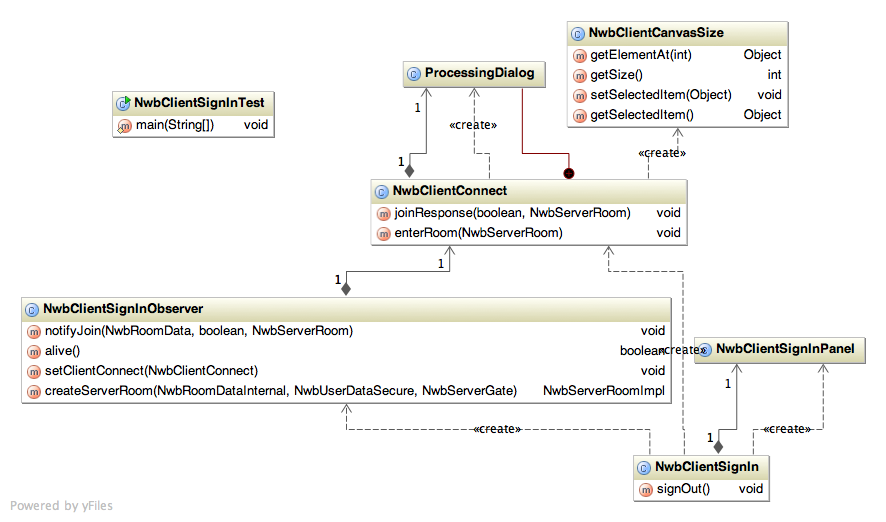 NwbClientCanvasSize
getElementAt(int) Object
getSize() int
setSelectedItem(Object) void
getSelectedItem() Object
ProcessingDialog
NwbClientSignInTest
main(String[]) void
1
«create»
«create»
1
NwbClientConnect
joinResponse(boolean, NwbServerRoom) void
enterRoom(NwbServerRoom) void
1
1
NwbClientSignInObserver
notifyJoin(NwbRoomData, boolean, NwbServerRoom) void
alive() boolean
setClientConnect(NwbClientConnect) void
createServerRoom(NwbRoomDataInternal, NwbUserDataSecure, NwbServerGate) NwbServerRoomImpl
«create»
NwbClientSignInPanel
1
«create»
1
«create»
NwbClientSignIn
signOut() void
Powered by yFiles